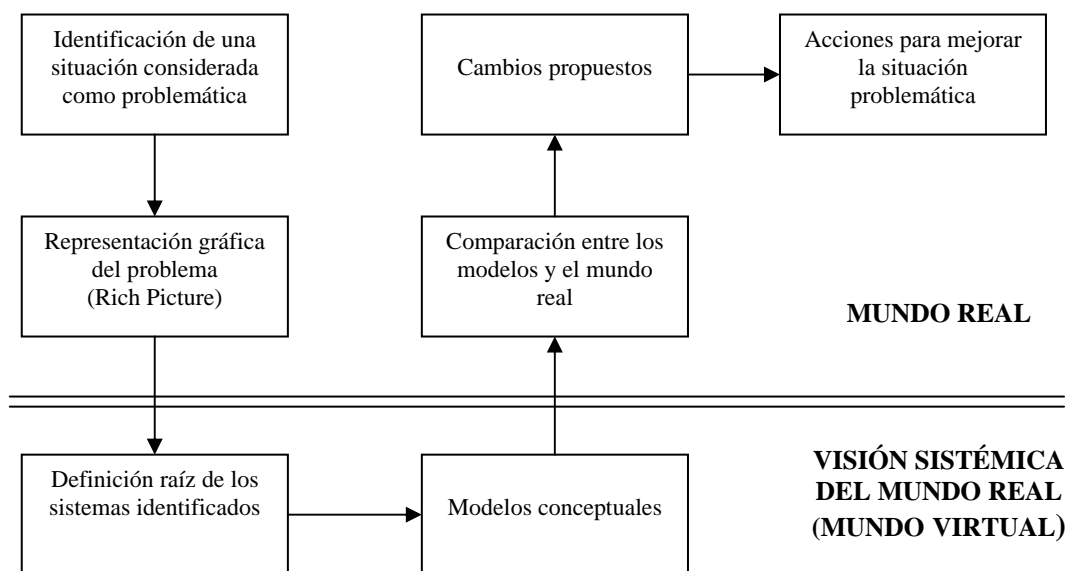 Identificación de una
situación considerada
como problemática
Representación gráfica
del problema
(Rich Picture)
Definición raíz de los
sistemas identificados
Modelos conceptuales
Comparación entre los
modelos y el mundo
real
Cambios propuestos
Acciones para mejorar
la situación
problemática
MUNDO REAL
VISIÓN SISTÉMICA
DEL MUNDO REAL
(MUNDO VIRTUAL)